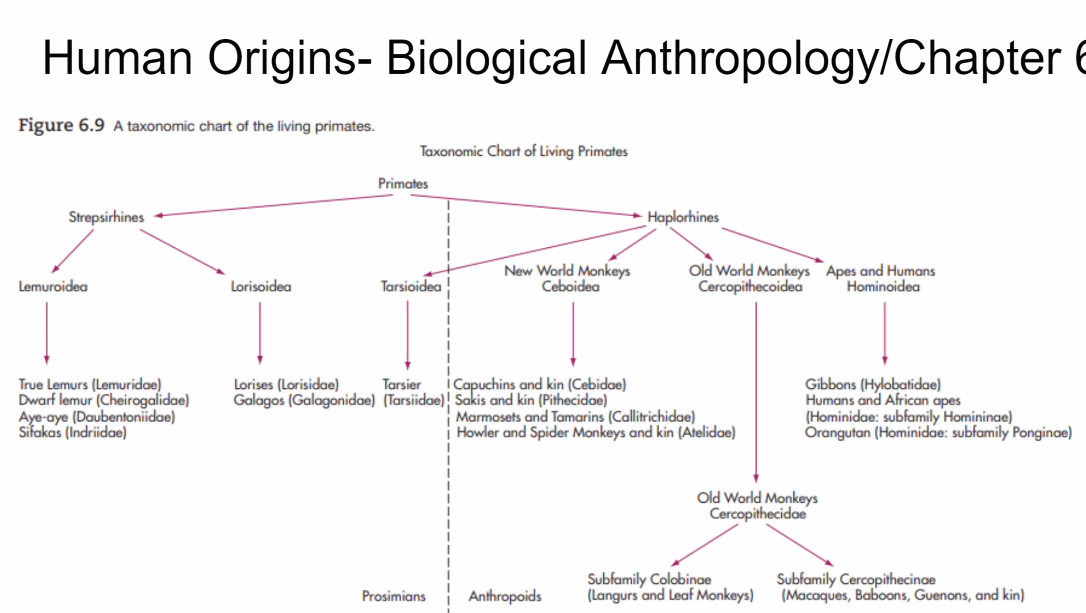 Human Origins- Biological Anthropology/Chapter 6
Figure 6.9 A taxonomic chart of the living primates.
Taxonomic Chart of Living Primates
Primates
Strepsirhines
Haplorhines
Lemuroidea
Lorisoidea
Tarsioidea
New World Monkeys
Ceboidea
Old World Monkeys
Cercopithecoidea
Apes and Humans
Hominoidea
True Lemurs (Lemuridae)
Dwarf lemur (Cheirogalidae)
Aye-aye (Daubentoniidae)
Sifakas (Indriidae)
Lorises (Lorisidae)
Galagos (Galagonidae)
Tarsier
(Tarsiidae)
Capuchins and kin (Cebidae)
Sakis and kin (Pithecidae)
Marmosets and Tamarins (Callitrichidae)
Howler and Spider Monkeys and kin (Atelidae)
Gibbons (Hylobatidae)
Humans and African apes
(Hominidae: subfamily Homininae)
Orangutan (Hominidae: subfamily Ponginae)
Old World Monkeys
Cercopithecidae
Subfamily Colobinae
(Langurs and Leaf Monkeys)
Subfamily Cercopithecinae
(Macaques, Baboons, Guenons, and kin)
Prosimians
Anthropoids